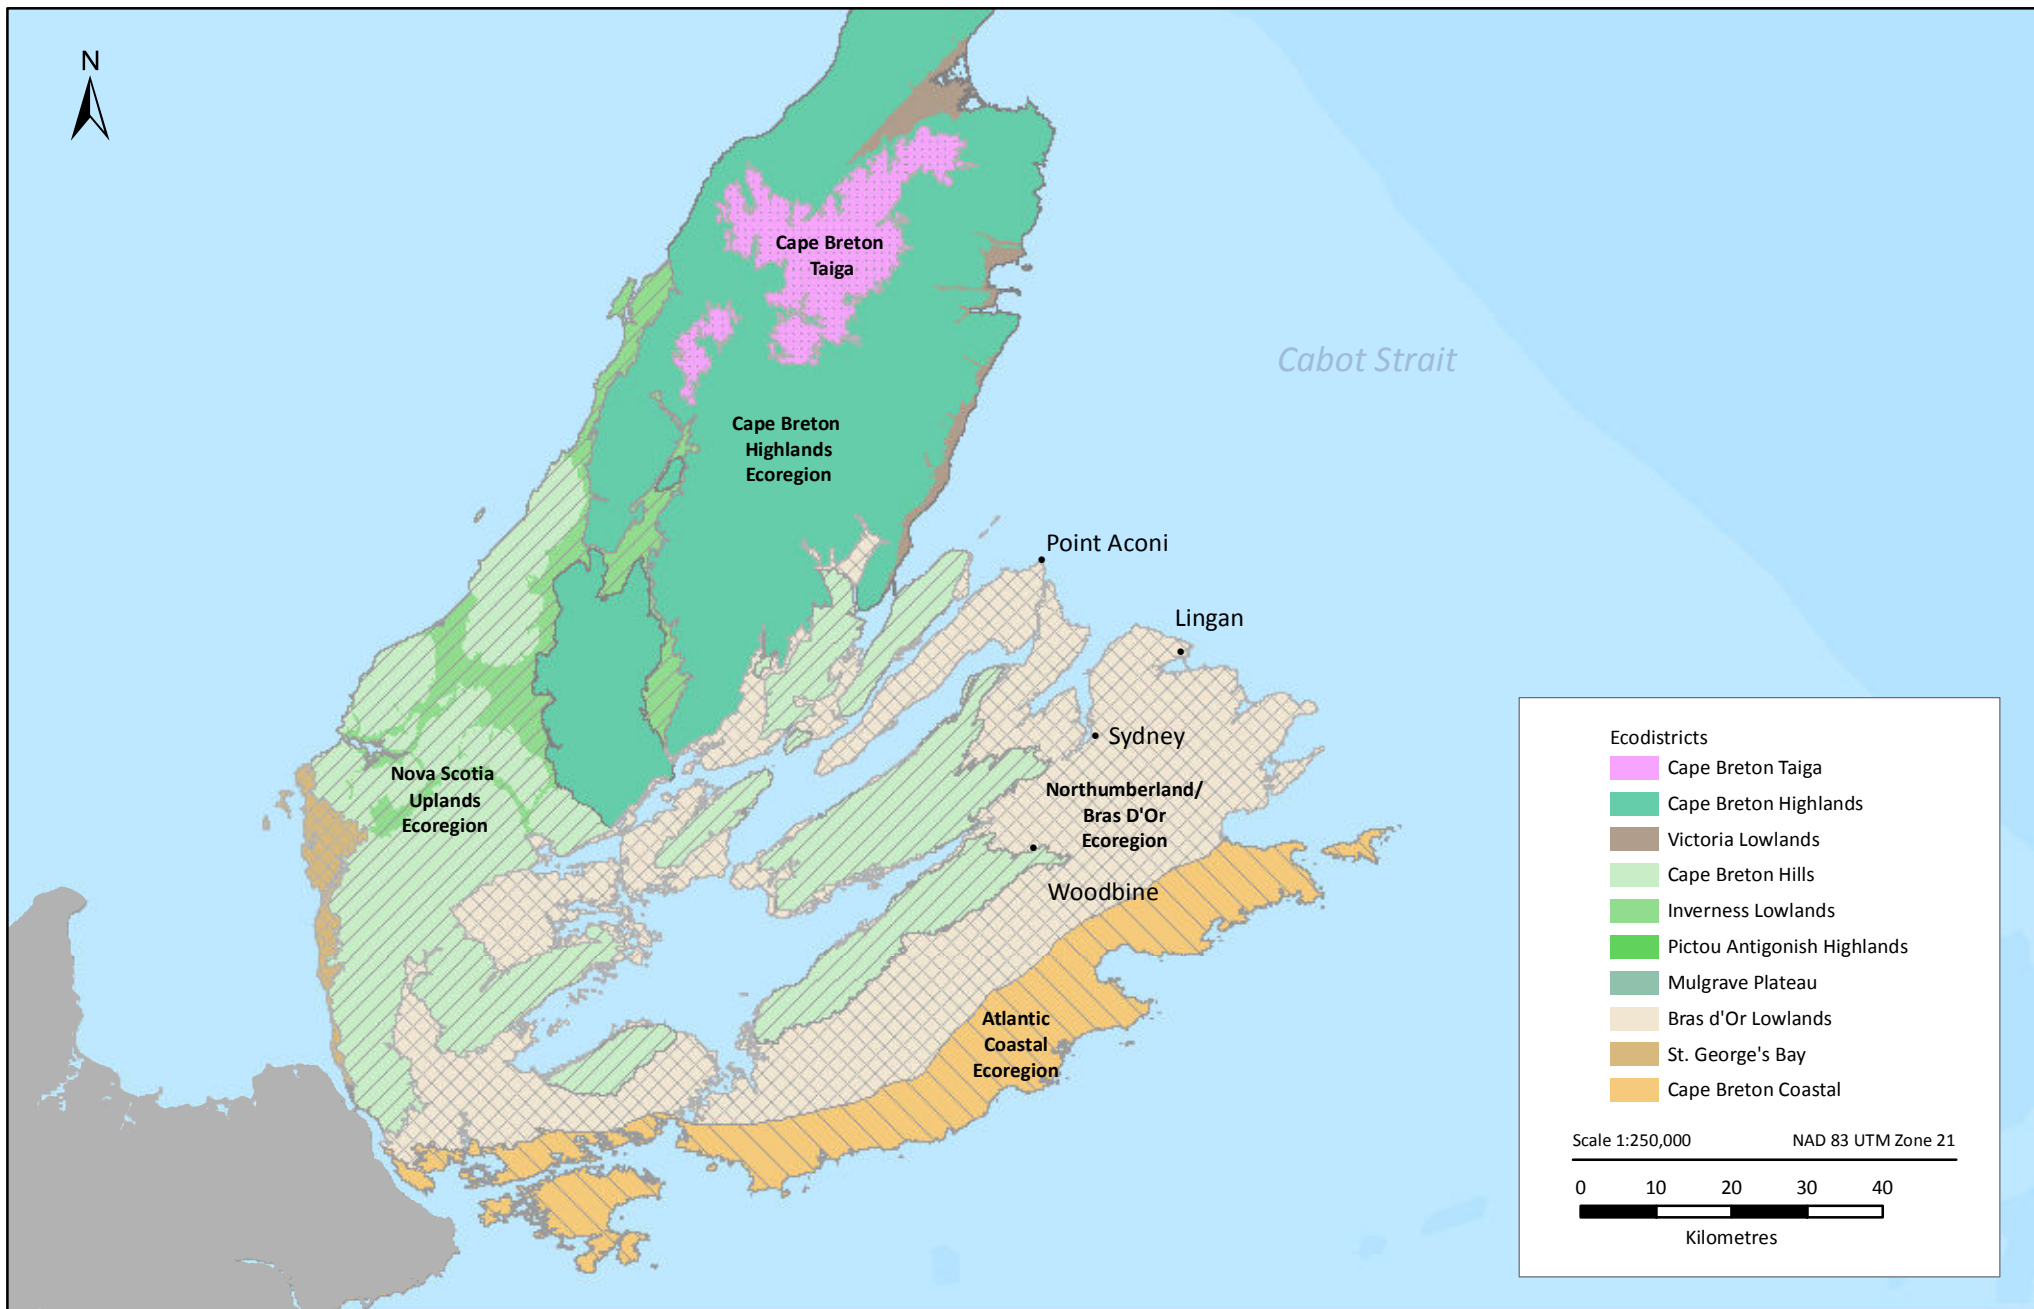 N
Cape Breton
Taiga
Cabot Strait
Cape Breton
Highlands
Ecoregion
Point Aconi
Lingan
Sydney
Nova Scotia
Uplands
Ecoregion
Northumberland/
Bras D'Or
Ecoregion
Woodbine
Atlantic
Coastal
Ecoregion
Ecodistricts
Cape Breton Taiga
Cape Breton Highlands
Victoria Lowlands
Cape Breton Hills
Inverness Lowlands
Pictou Antigonish Highlands
Mulgrave Plateau
Bras d'Or Lowlands
St. George's Bay
Cape Breton Coastal
Scale 1:250,000 NAD 83 UTM Zone 21
0 10 20 30 40
Kilometres